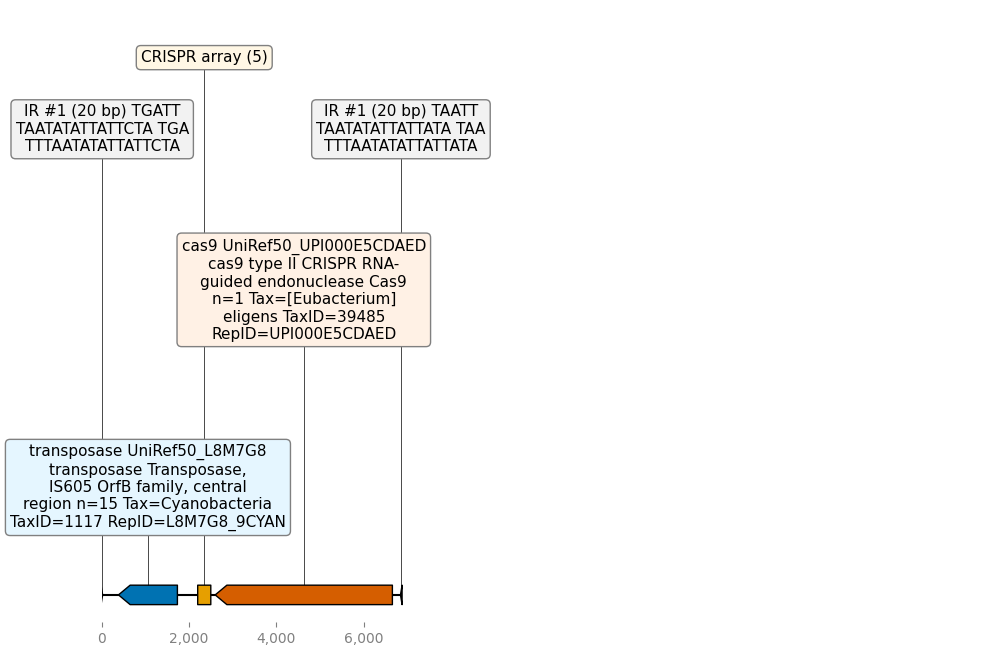 CRISPR array (5)
IR #1 (20 bp) TGATT
TAATATATTATTCTA TGA
TTTAATATATTATTCTA
IR #1 (20 bp) TAATT
TAATATATTATTATA TAA
TTTAATATATTATTATA
cas9 UniRef50_UPI000E5CDAED
cas9 type II CRISPR RNA-
guided endonuclease Cas9
n=1 Tax=[Eubacterium]
eligens TaxID=39485
RepID=UPI000E5CDAED
transposase UniRef50_L8M7G8
transposase Transposase,
IS605 OrfB family, central
region n=15 Tax=Cyanobacteria
TaxID=1117 RepID=L8M7G8_9CYAN
0 2,000 4,000 6,000